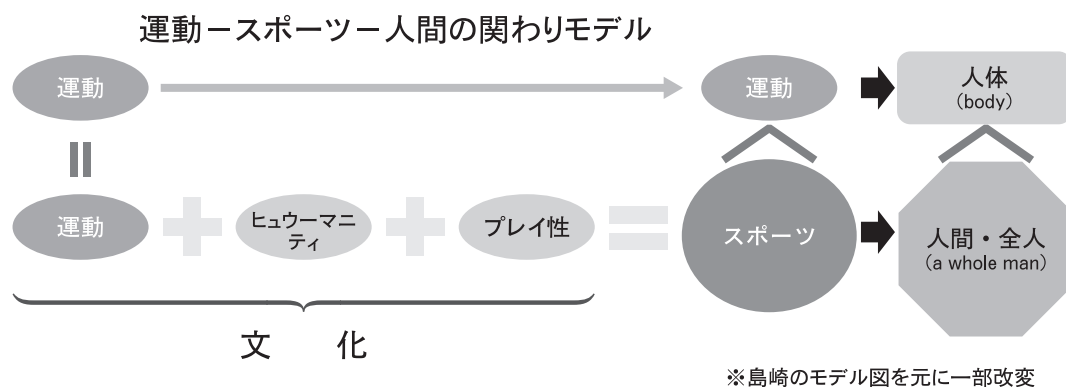 運動－スポーツ－人間の関わりモデル
運動
運動
人体
(body)
運動
ヒュウーマニ
ティ
プレイ性
スポーツ
人間・全人
(a whole man)
文　化
※島崎のモデル図を元に一部改変